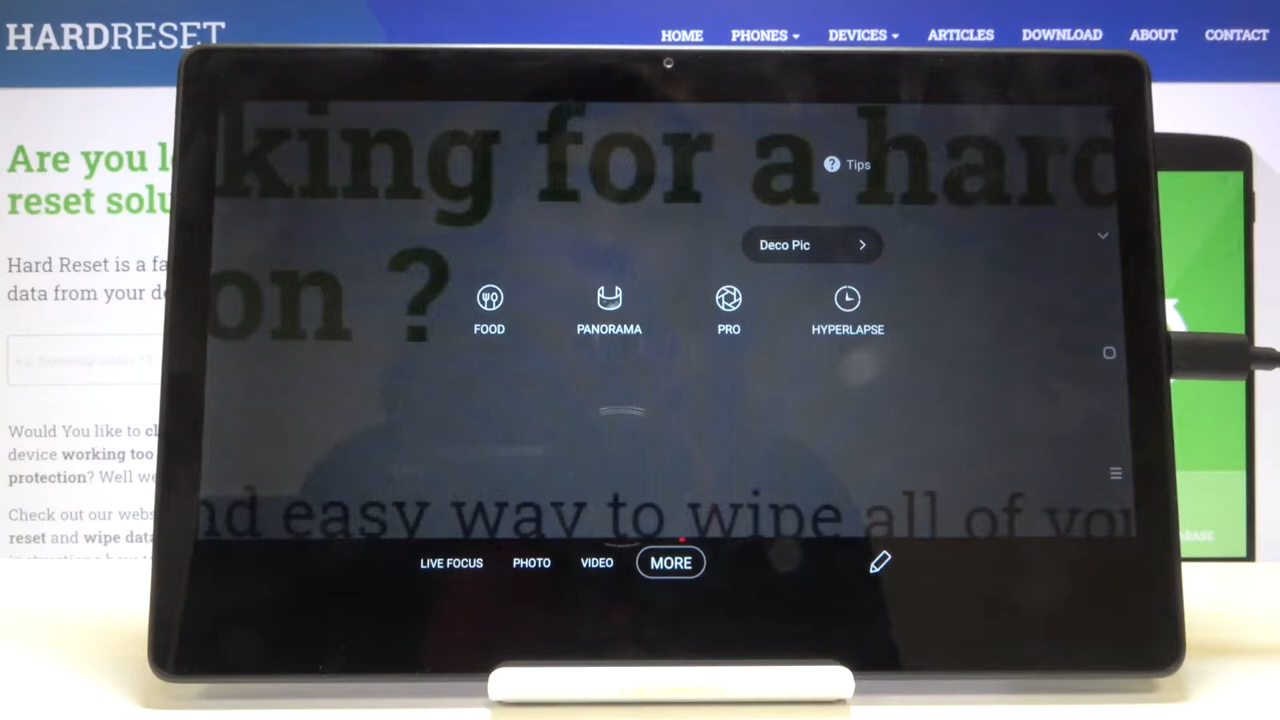 HARDRESET
HOME PHONES DEVICES ARTICLES DOWNLOAD ABOUT CONTACT
Are you l
reset solu
Hard Reset is a fa
data from your de
Would You like to cl
device working too
protection? Well we
Check out our webs
reset and wipe data
king for a hard
on ?
nd easy way to wipe all of you
? Tips
Deco Pic
FOOD PANORAMA PRO HYPERLAPSE
LIVE FOCUS PHOTO VIDEO MORE